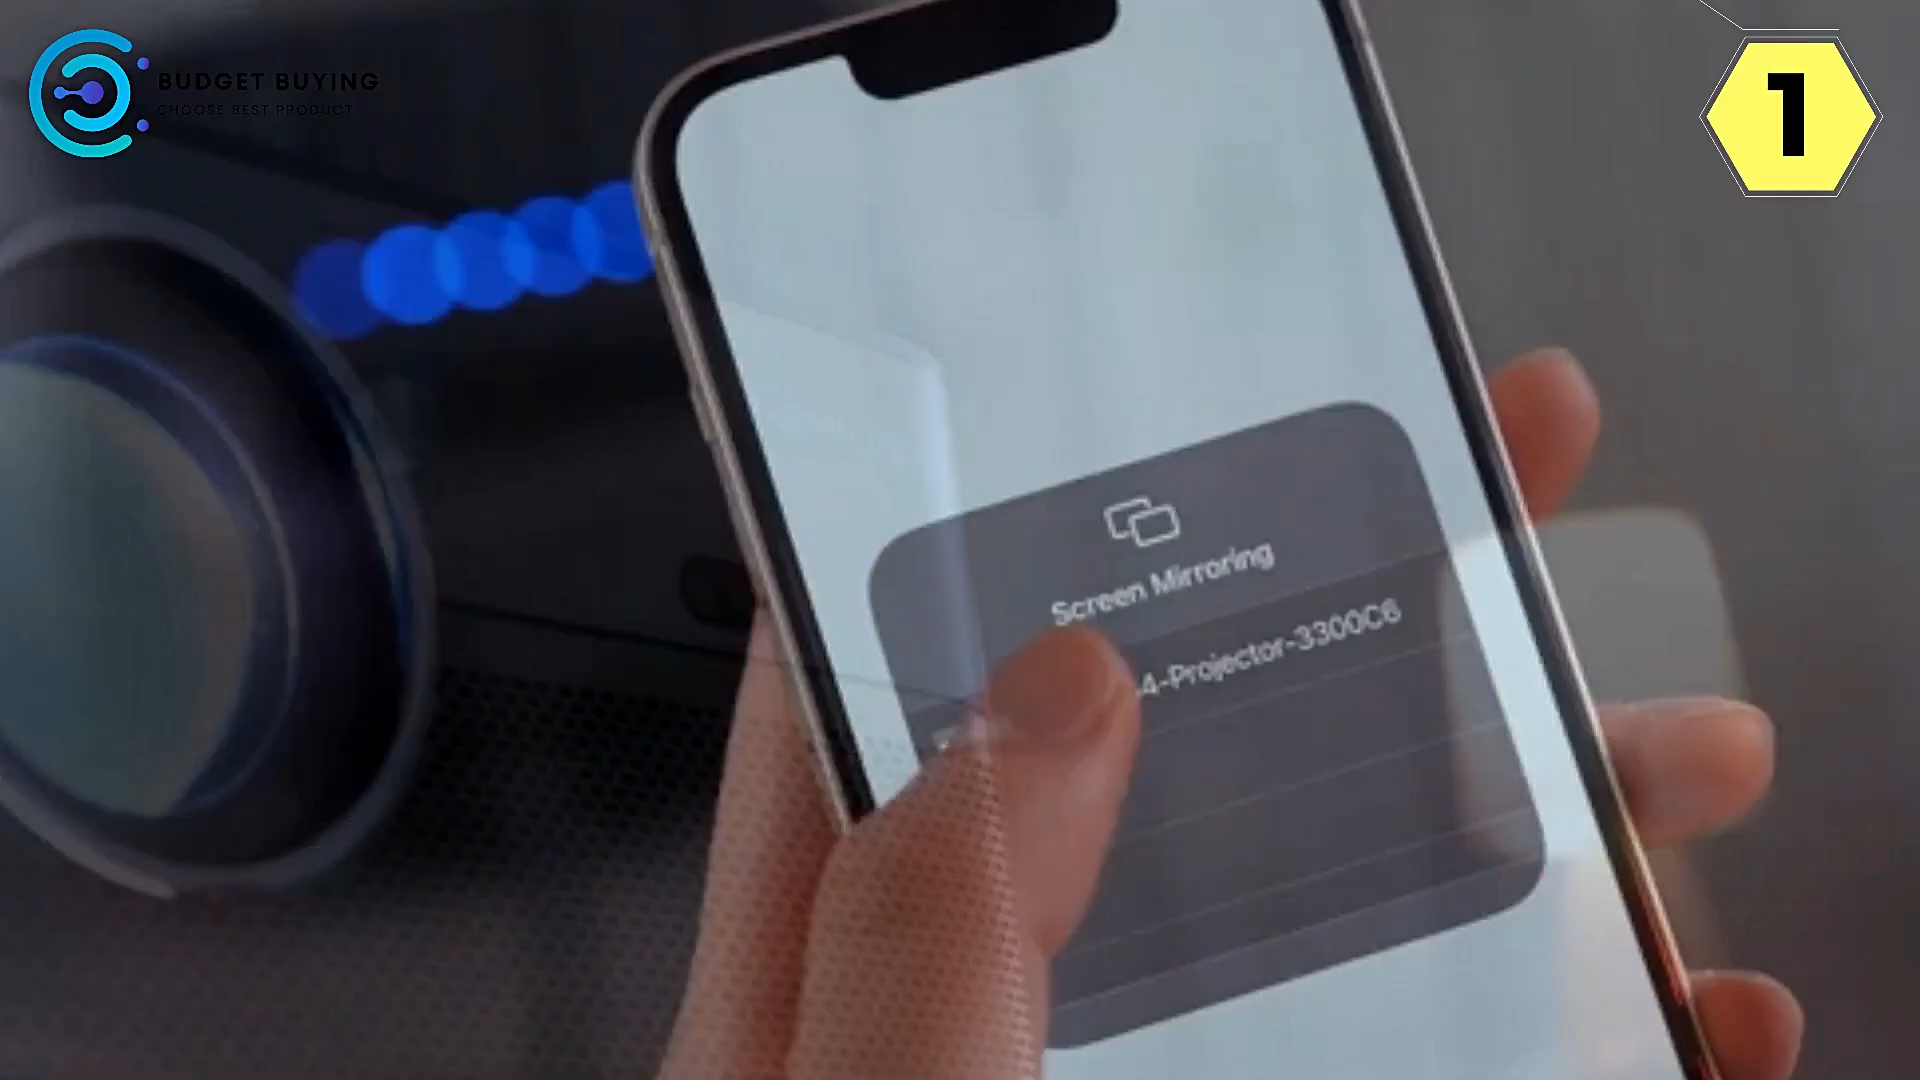 BUDGET BUYING
CHOOSE BEST PRODUCT
1
Screen Mirroring
4-Projector-3300C6